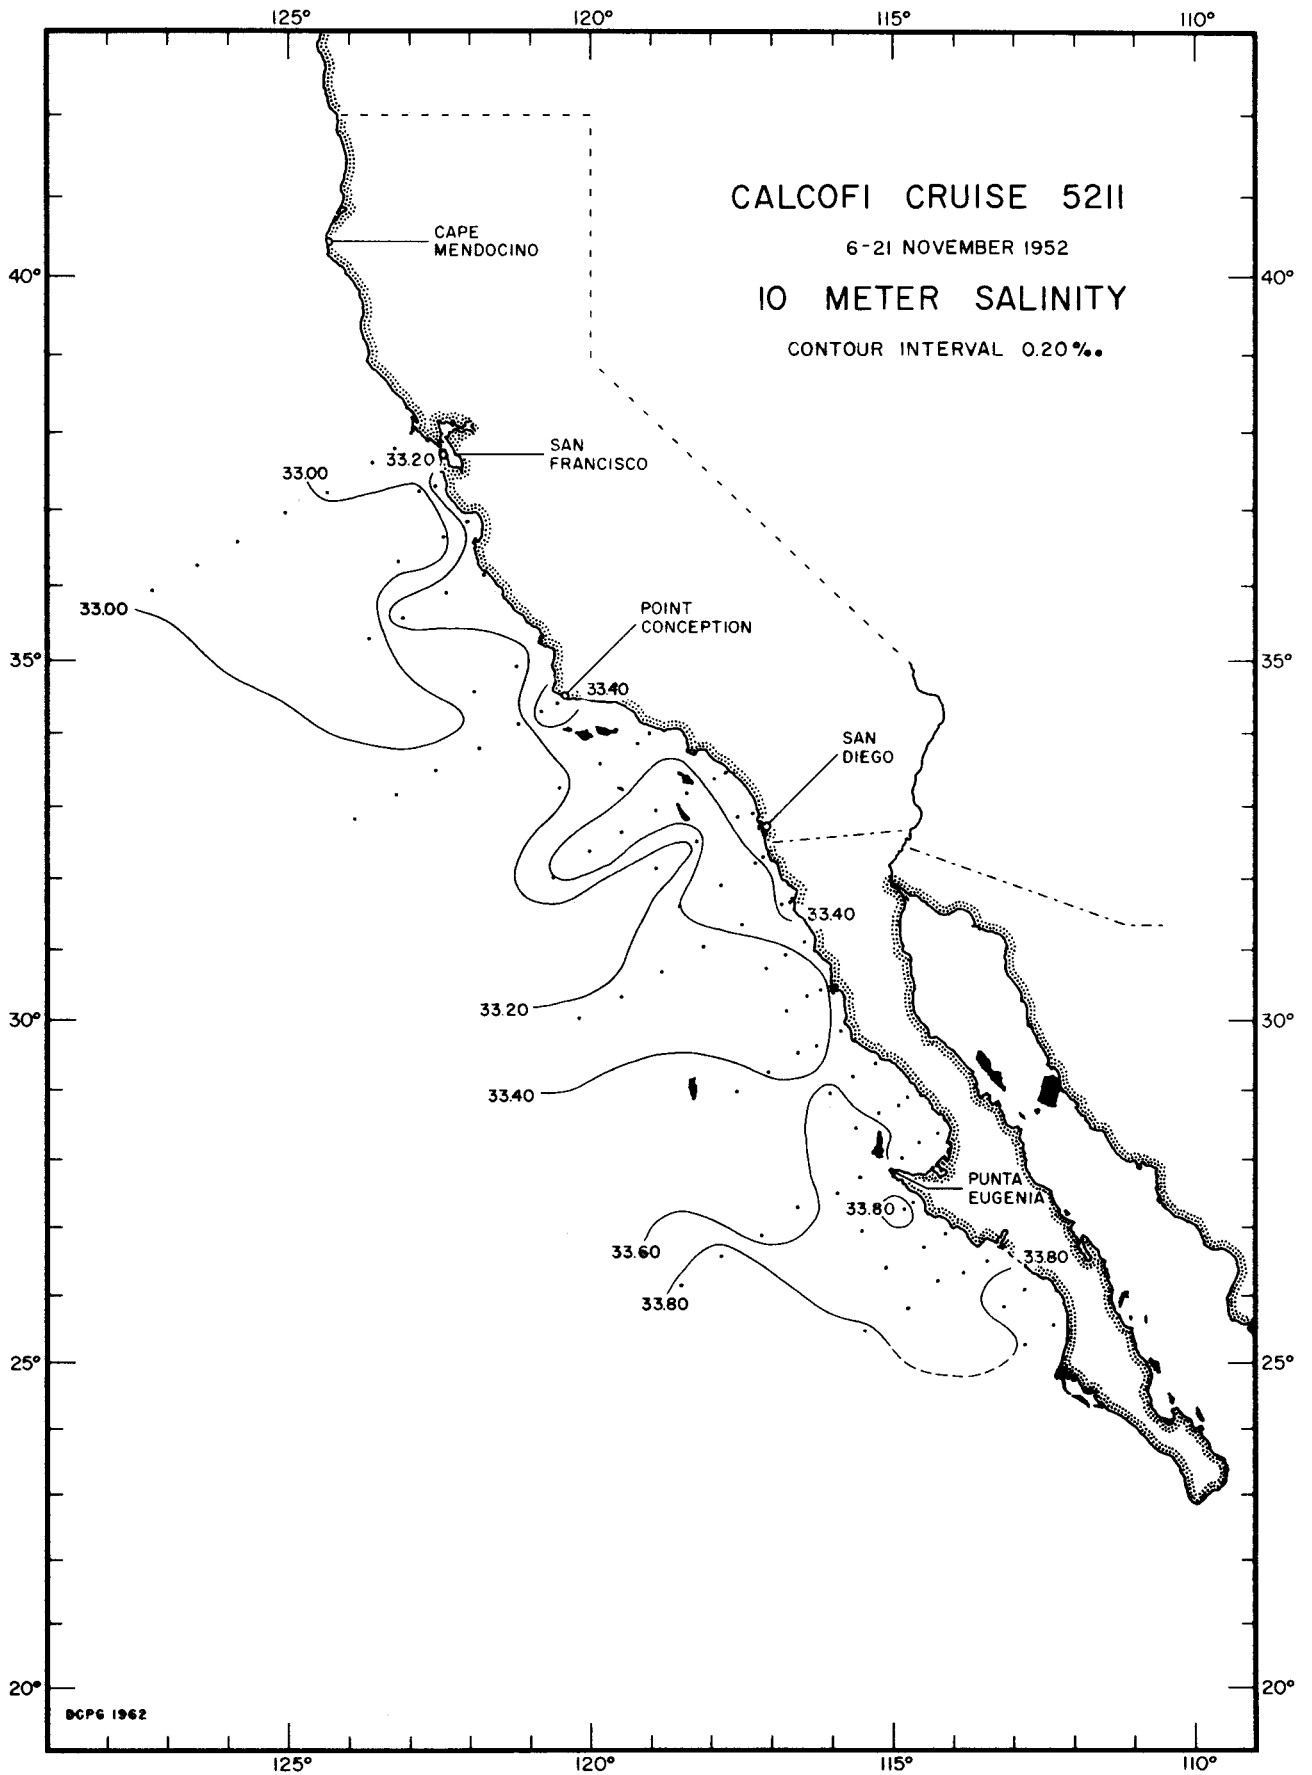 125°
120°
115°
110°
CALCOFI CRUISE 5211
6-21 NOVEMBER 1952
10 METER SALINITY
CONTOUR INTERVAL 0.20‰
CAPE
MENDOCINO
40°
40°
SAN
FRANCISCO
33.20
33.00
33.00
POINT
CONCEPTION
35°
35°
33.40
SAN
DIEGO
33.40
33.20
30°
30°
33.40
PUNTA
EUGENIA
33.80
33.60
33.80
33.80
25°
25°
20°
20°
DCPG 1962
125°
120°
115°
110°